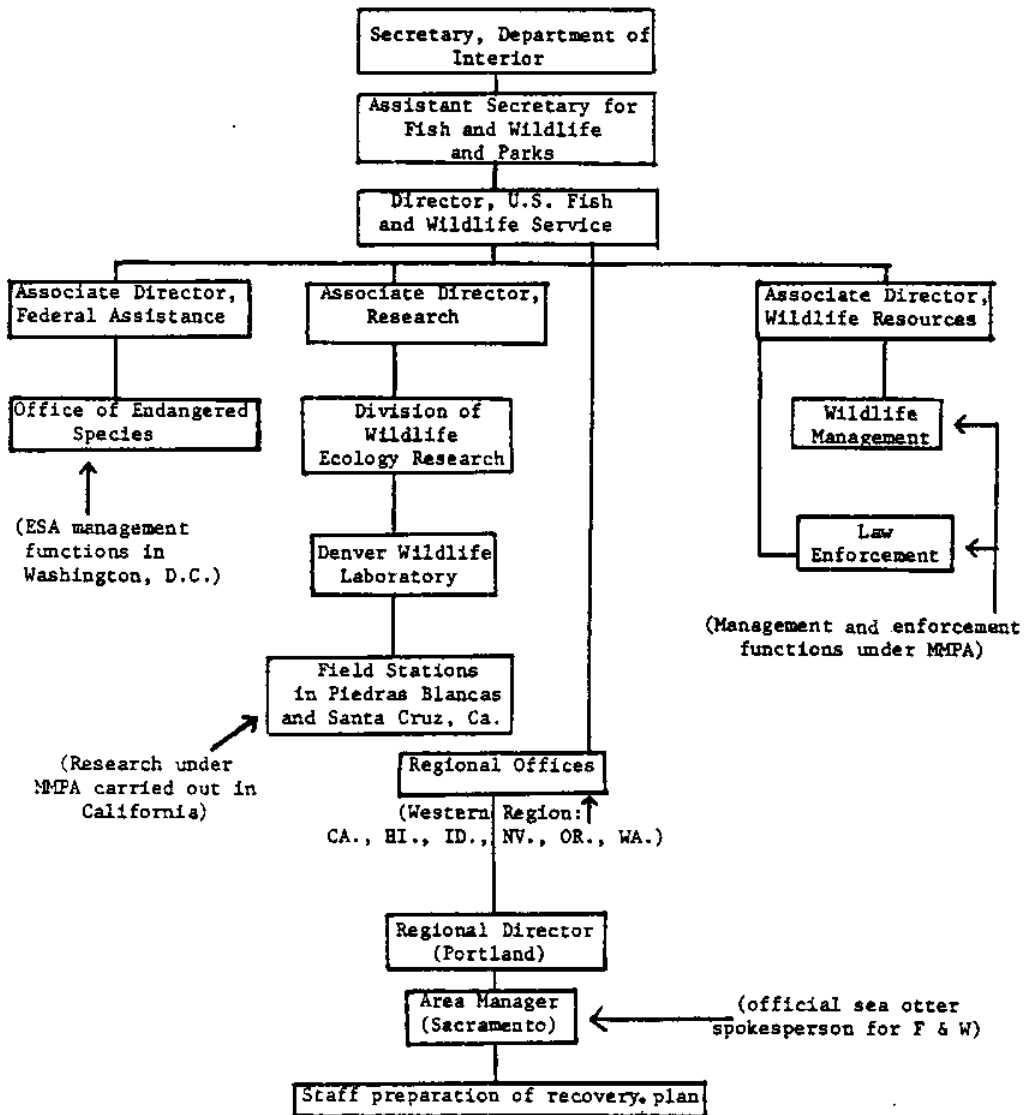 Secretary, Department of
Interior
Assistant Secretary for
Fish and Wildlife
and Parks
Director, U.S. Fish
and Wildlife Service
Associate Director,
Federal Assistance
Associate Director,
Research
Associate Director,
Wildlife Resources
Office of Endangered
Species
Division of
Wildlife
Ecology Research
Wildlife
Management
(ESA management
functions in
Washington, D.C.)
Denver Wildlife
Laboratory
Law
Enforcement
(Management and enforcement
functions under MMPA)
Field Stations
in Piedras Blancas
and Santa Cruz, Ca.
(Research under
MMPA carried out in
California)
Regional Offices
(Western Region:
CA., HI., ID., NV., OR., WA.)
Regional Director
(Portland)
Area Manager
(Sacramento)
(official sea otter
spokesperson for F & W)
Staff preparation of recovery plan